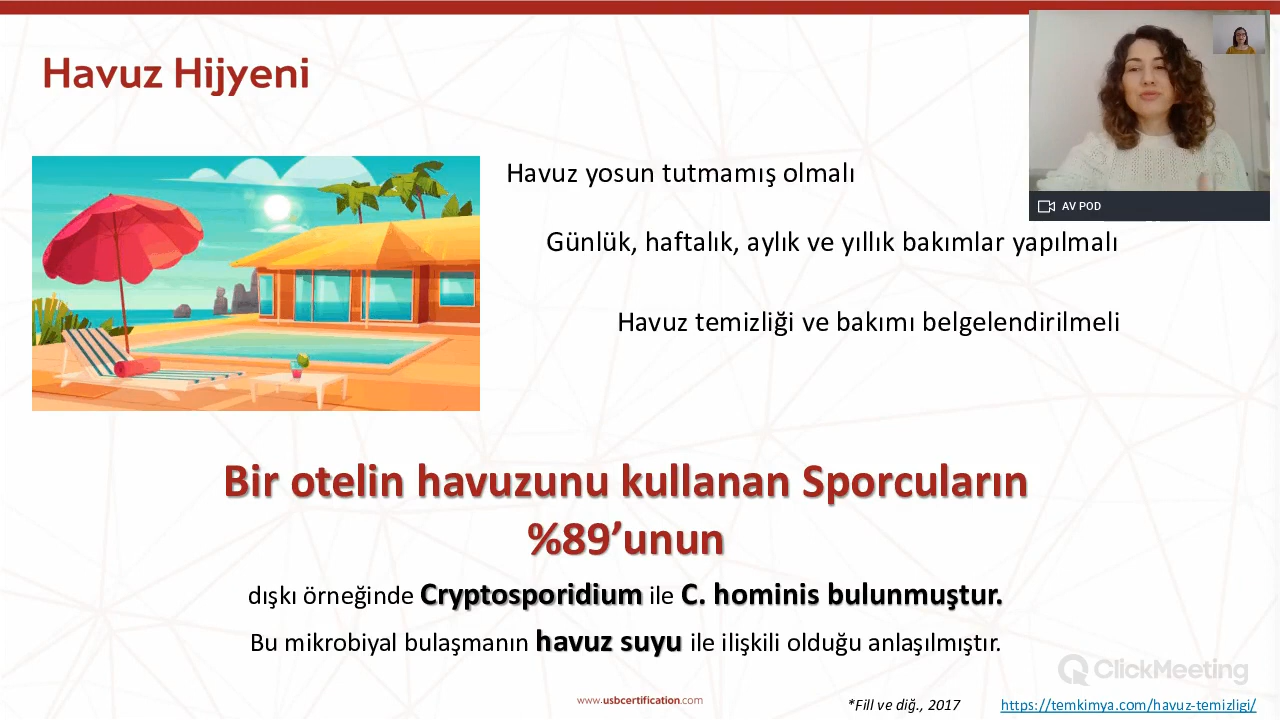 Havuz Hijyeni
AV POD
Havuz yosun tutmamış olmalı
Günlük, haftalık, aylık ve yıllık bakımlar yapılmalı
Havuz temizliği ve bakımı belgelendirilmeli
Bir otelin havuzunu kullanan Sporcuların
%89’unun
dışkı örneğinde Cryptosporidium ile C. hominis bulunmuştur.
Bu mikrobiyal bulaşmanın havuz suyu ile ilişkili olduğu anlaşılmıştır.
ClickMeeting
www.usbcertification.com
*Fill ve diğ., 2017
https://temkimya.com/havuz-temizligi/